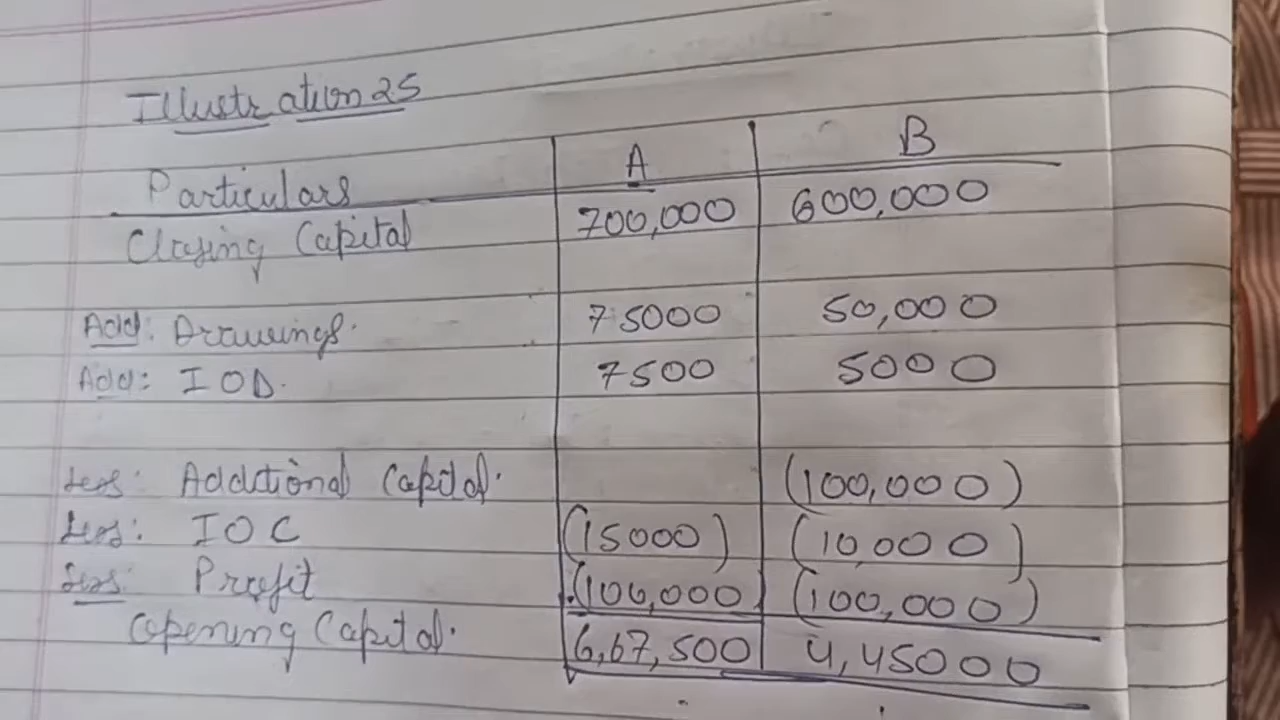 Illustration 25
Particulars A B
Closing Capital 700,000 600,000
Add: Drawings. 75000 50,000
Add: IOD. 7500 5000
Less: Additional Capital. (100,000)
Less: IOC (15000) (10,000)
Less: Profit (100,000) (100,000)
Opening Capital. 6,67,500 4,45000